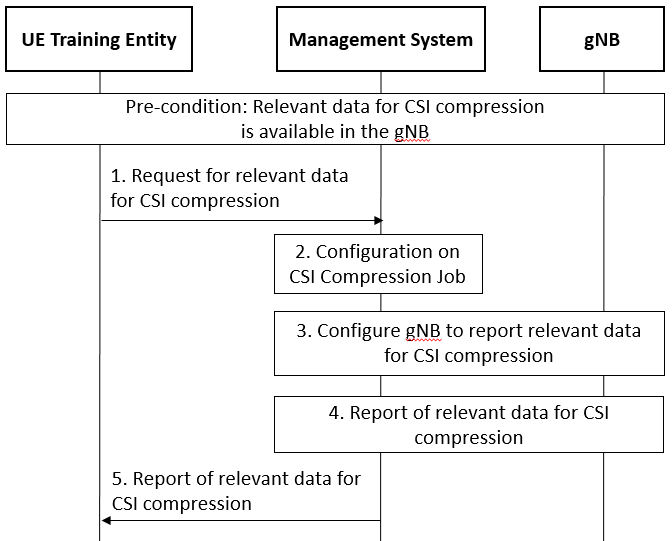 UE Training Entity
Management System
gNB
Pre-condition: Relevant data for CSI compression
is available in the gNB
1. Request for relevant data
for CSI compression
2. Configuration on
CSI Compression Job
3. Configure gNB to report relevant data
for CSI compression
4. Report of relevant data for CSI
compression
5. Report of relevant data for
CSI compression